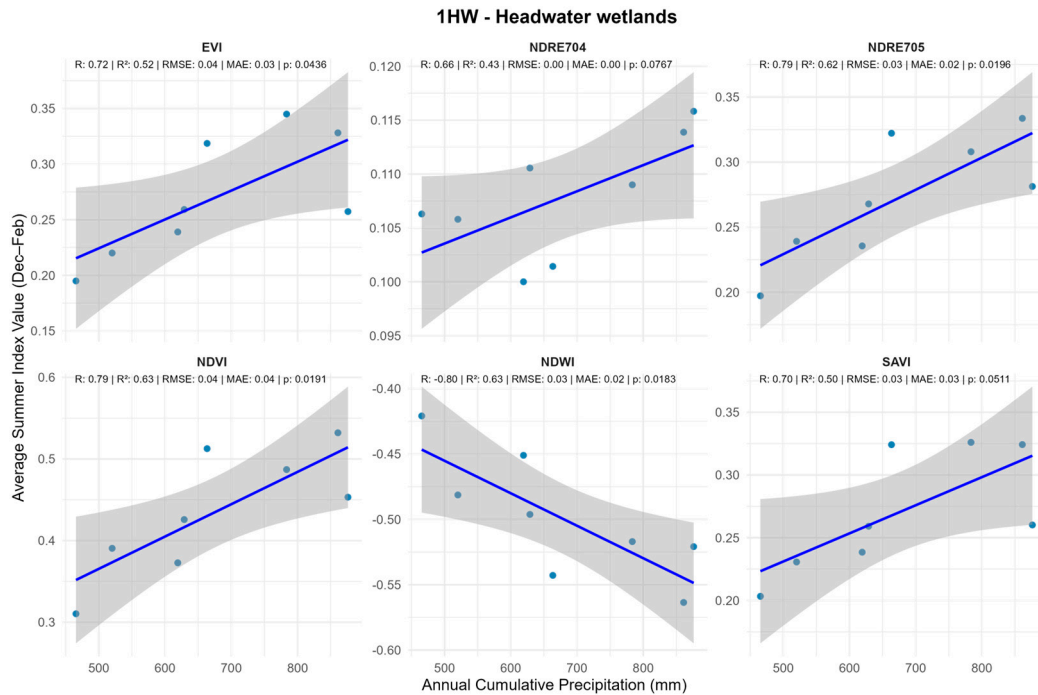 1HW - Headwater wetlands
EVI
R: 0.72 | R²: 0.52 | RMSE: 0.04 | MAE: 0.03 | p: 0.0436
0.35
0.30
0.25
0.20
0.15
NDRE704
R: 0.66 | R²: 0.43 | RMSE: 0.00 | MAE: 0.00 | p: 0.0767
0.120
0.115
0.110
0.105
0.100
0.095
NDRE705
R: 0.79 | R²: 0.62 | RMSE: 0.03 | MAE: 0.02 | p: 0.0196
0.35
0.30
0.25
0.20
Average Summer Index Value (Dec–Feb)
NDVI
R: 0.79 | R²: 0.63 | RMSE: 0.04 | MAE: 0.04 | p: 0.0191
0.6
0.5
0.4
0.3
500 600 700 800
NDWI
R: -0.80 | R²: 0.63 | RMSE: 0.03 | MAE: 0.02 | p: 0.0183
-0.40
-0.45
-0.50
-0.55
-0.60
500 600 700 800
SAVI
R: 0.70 | R²: 0.50 | RMSE: 0.03 | MAE: 0.03 | p: 0.0511
0.35
0.30
0.25
0.20
500 600 700 800
Annual Cumulative Precipitation (mm)